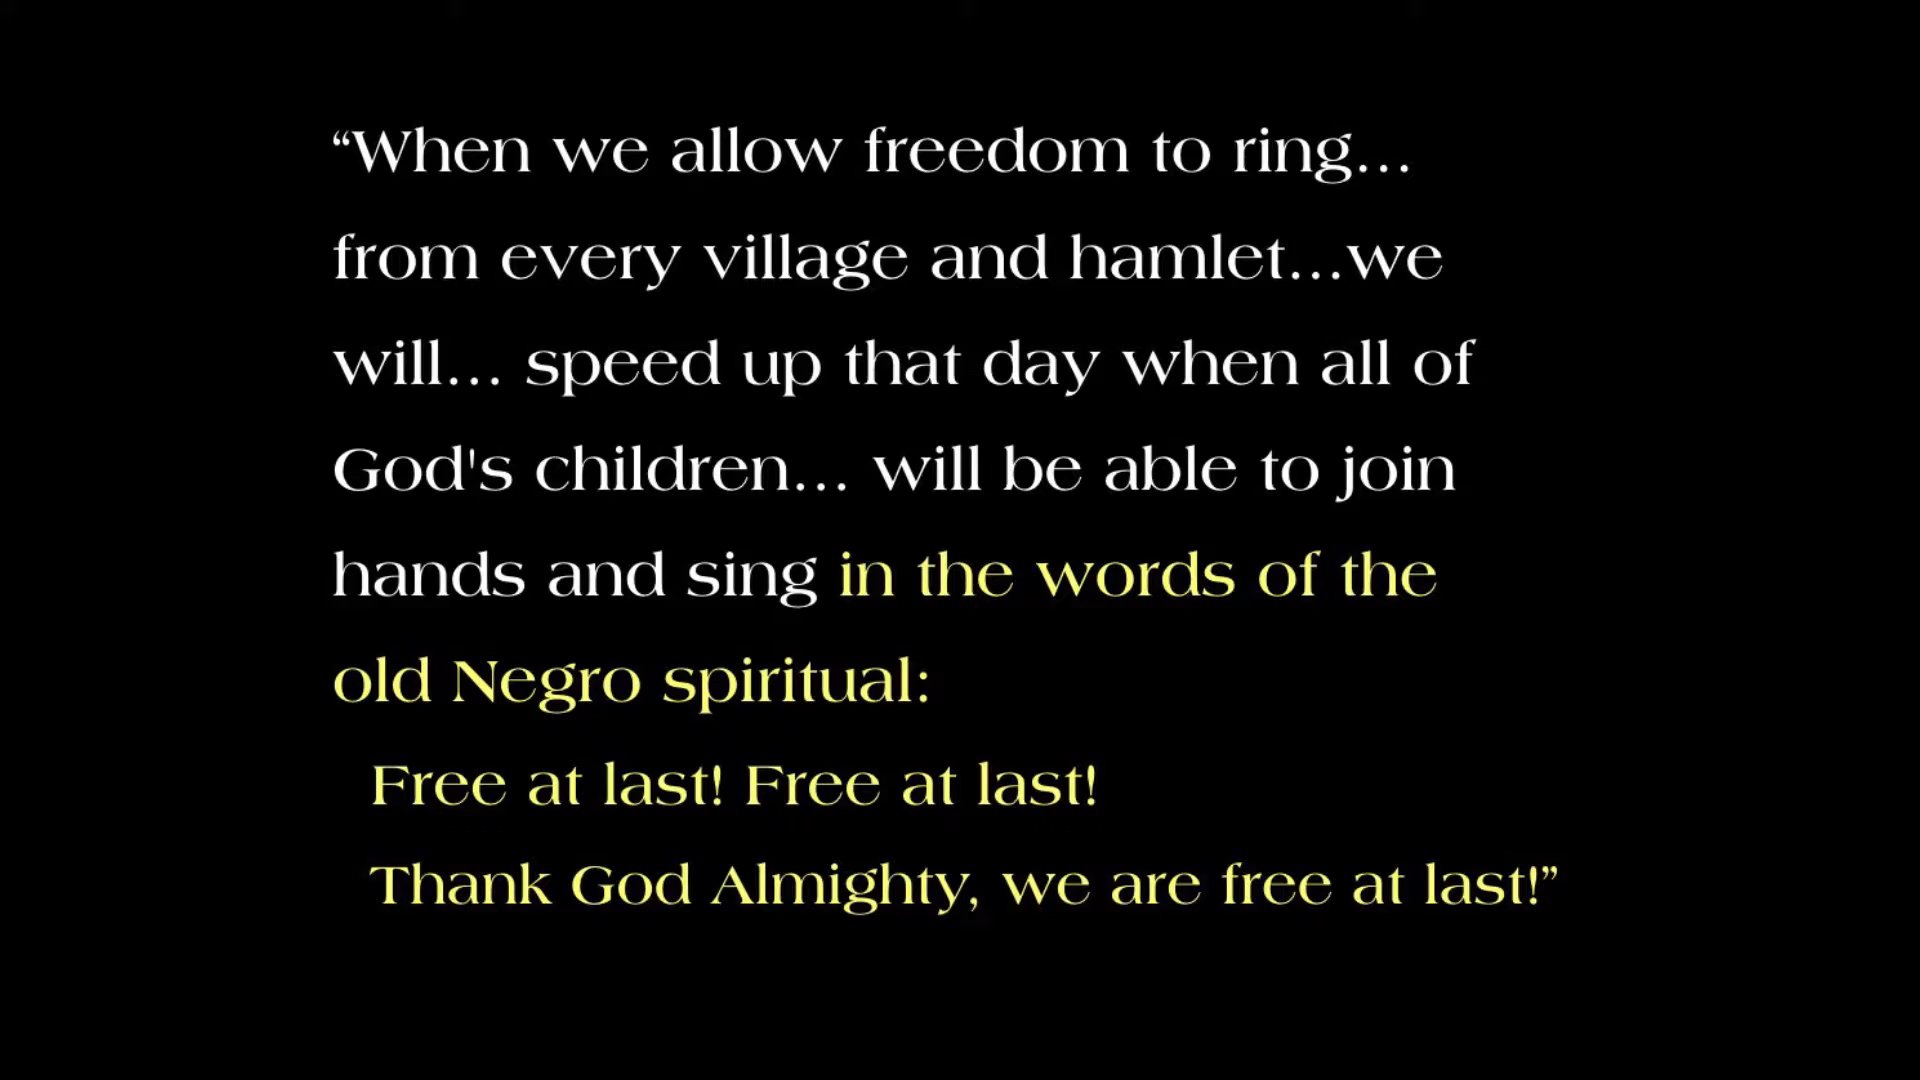 “When we allow freedom to ring...
from every village and hamlet...we
will... speed up that day when all of
God's children... will be able to join
hands and sing in the words of the
old Negro spiritual:
Free at last! Free at last!
Thank God Almighty, we are free at last!”